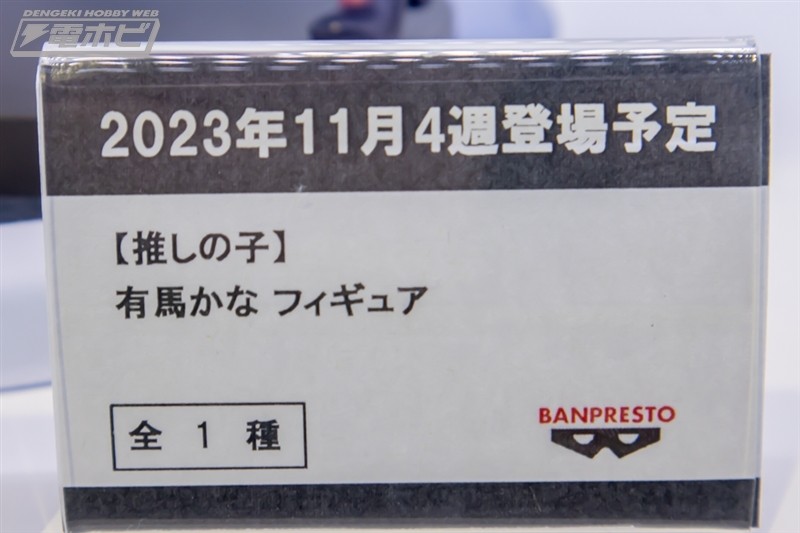 DENGEKI HOBBY WEB
電ホビ
2023年11月4週登場予定
【推しの子】
有馬かな フィギュア
全 1 種
BANPRESTO